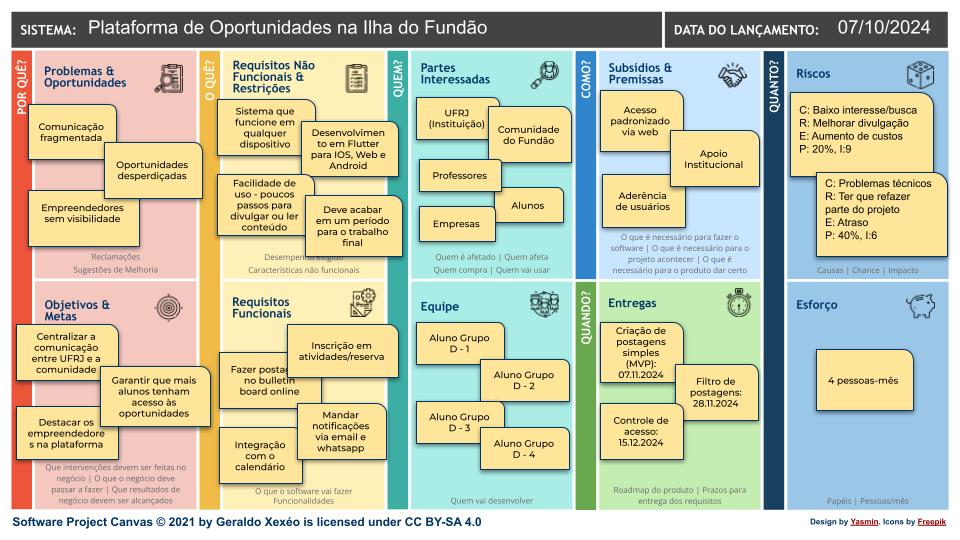 SISTEMA: Plataforma de Oportunidades na Ilha do Fundão
DATA DO LANÇAMENTO: 07/10/2024
POR QUÊ?
Problemas &
Oportunidades
Comunicação
fragmentada
Oportunidades
desperdiçadas
Empreendedores
sem visibilidade
Reclamações
Sugestões de Melhoria
Objetivos &
Metas
Centralizar a
comunicação
entre UFRJ e a
comunidade
Garantir que mais
alunos tenham
acesso às
oportunidades
Destacar os
empreendedore
s na plataforma
Que intervenções devem ser feitas no
negócio | O que o negócio deve
passar a fazer | Que resultados de
negócio devem ser alcançados
O QUÊ?
Requisitos Não
Funcionais &
Restrições
Sistema que
funcione em
qualquer
dispositivo
Desenvolvimen
to em Flutter
para IOS, Web e
Android
Facilidade de
uso - poucos
passos para
divulgar ou ler
conteúdo
Deve acabar
em um período
para o trabalho
final
Desempenho exigido
Características não funcionais
Requisitos
Funcionais
Inscrição em
atividades/reserva
Fazer postag
no bulletin
board online
Mandar
notificações
via email e
whatsapp
Integração
com o
calendário
O que o software vai fazer
Funcionalidades
QUEM?
Partes
Interessadas
UFRJ
(Instituição)
Comunidade
do Fundão
Professores
Alunos
Empresas
Quem é afetado | Quem afeta
Quem compra | Quem vai usar
Equipe
Aluno Grupo
D - 1
Aluno Grupo
D - 2
Aluno Grupo
D - 3
Aluno Grupo
D - 4
Quem vai desenvolver
COMO?
Subsídios &
Premissas
Acesso
padronizado
via web
Apoio
Institucional
Aderência
de usuários
O que é necessário para fazer o
software | O que é necessário para o
projeto acontecer | O que é
necessário para o produto dar certo
QUANDO?
Entregas
Criação de
postagens
simples
(MVP):
07.11.2024
Filtro de
postagens:
28.11.2024
Controle de
acesso:
15.12.2024
Roadmap do produto | Prazos para
entrega dos requisitos
QUANTO?
Riscos
C: Baixo interesse/busca
R: Melhorar divulgação
E: Aumento de custos
P: 20%, I:9
C: Problemas técnicos
R: Ter que refazer
parte do projeto
E: Atraso
P: 40%, I:6
Causas | Chance | Impacto
Esforço
4 pessoas-mês
Papéis | Pessoas/mês
Software Project Canvas © 2021 by Geraldo Xexéo is licensed under CC BY-SA 4.0
Design by Yasmin. Icons by Freepik